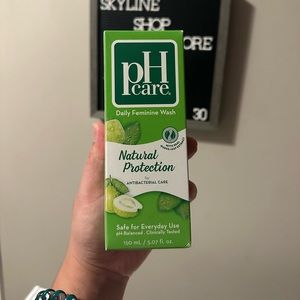 SKYLINE
SHOP
ORE
30
pH
care
Daily Feminine Wash
Natural
Protection
for
ANTIBACTERIAL CARE
Safe for Everyday Use
pH Balanced . Clinically Tested
150 mL / 5.07 fl. oz.